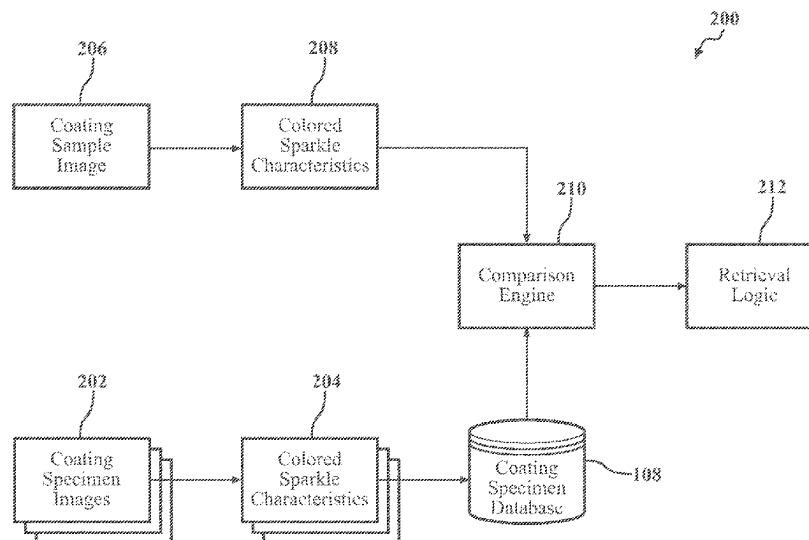 200
206
208
Coating
Sample
Image
Colored
Sparkle
Characteristics
210
212
Comparison
Engine
Retrieval
Logic
202
204
Coating
Specimen
Images
Colored
Sparkle
Characteristics
Coating
Specimen
Database
108